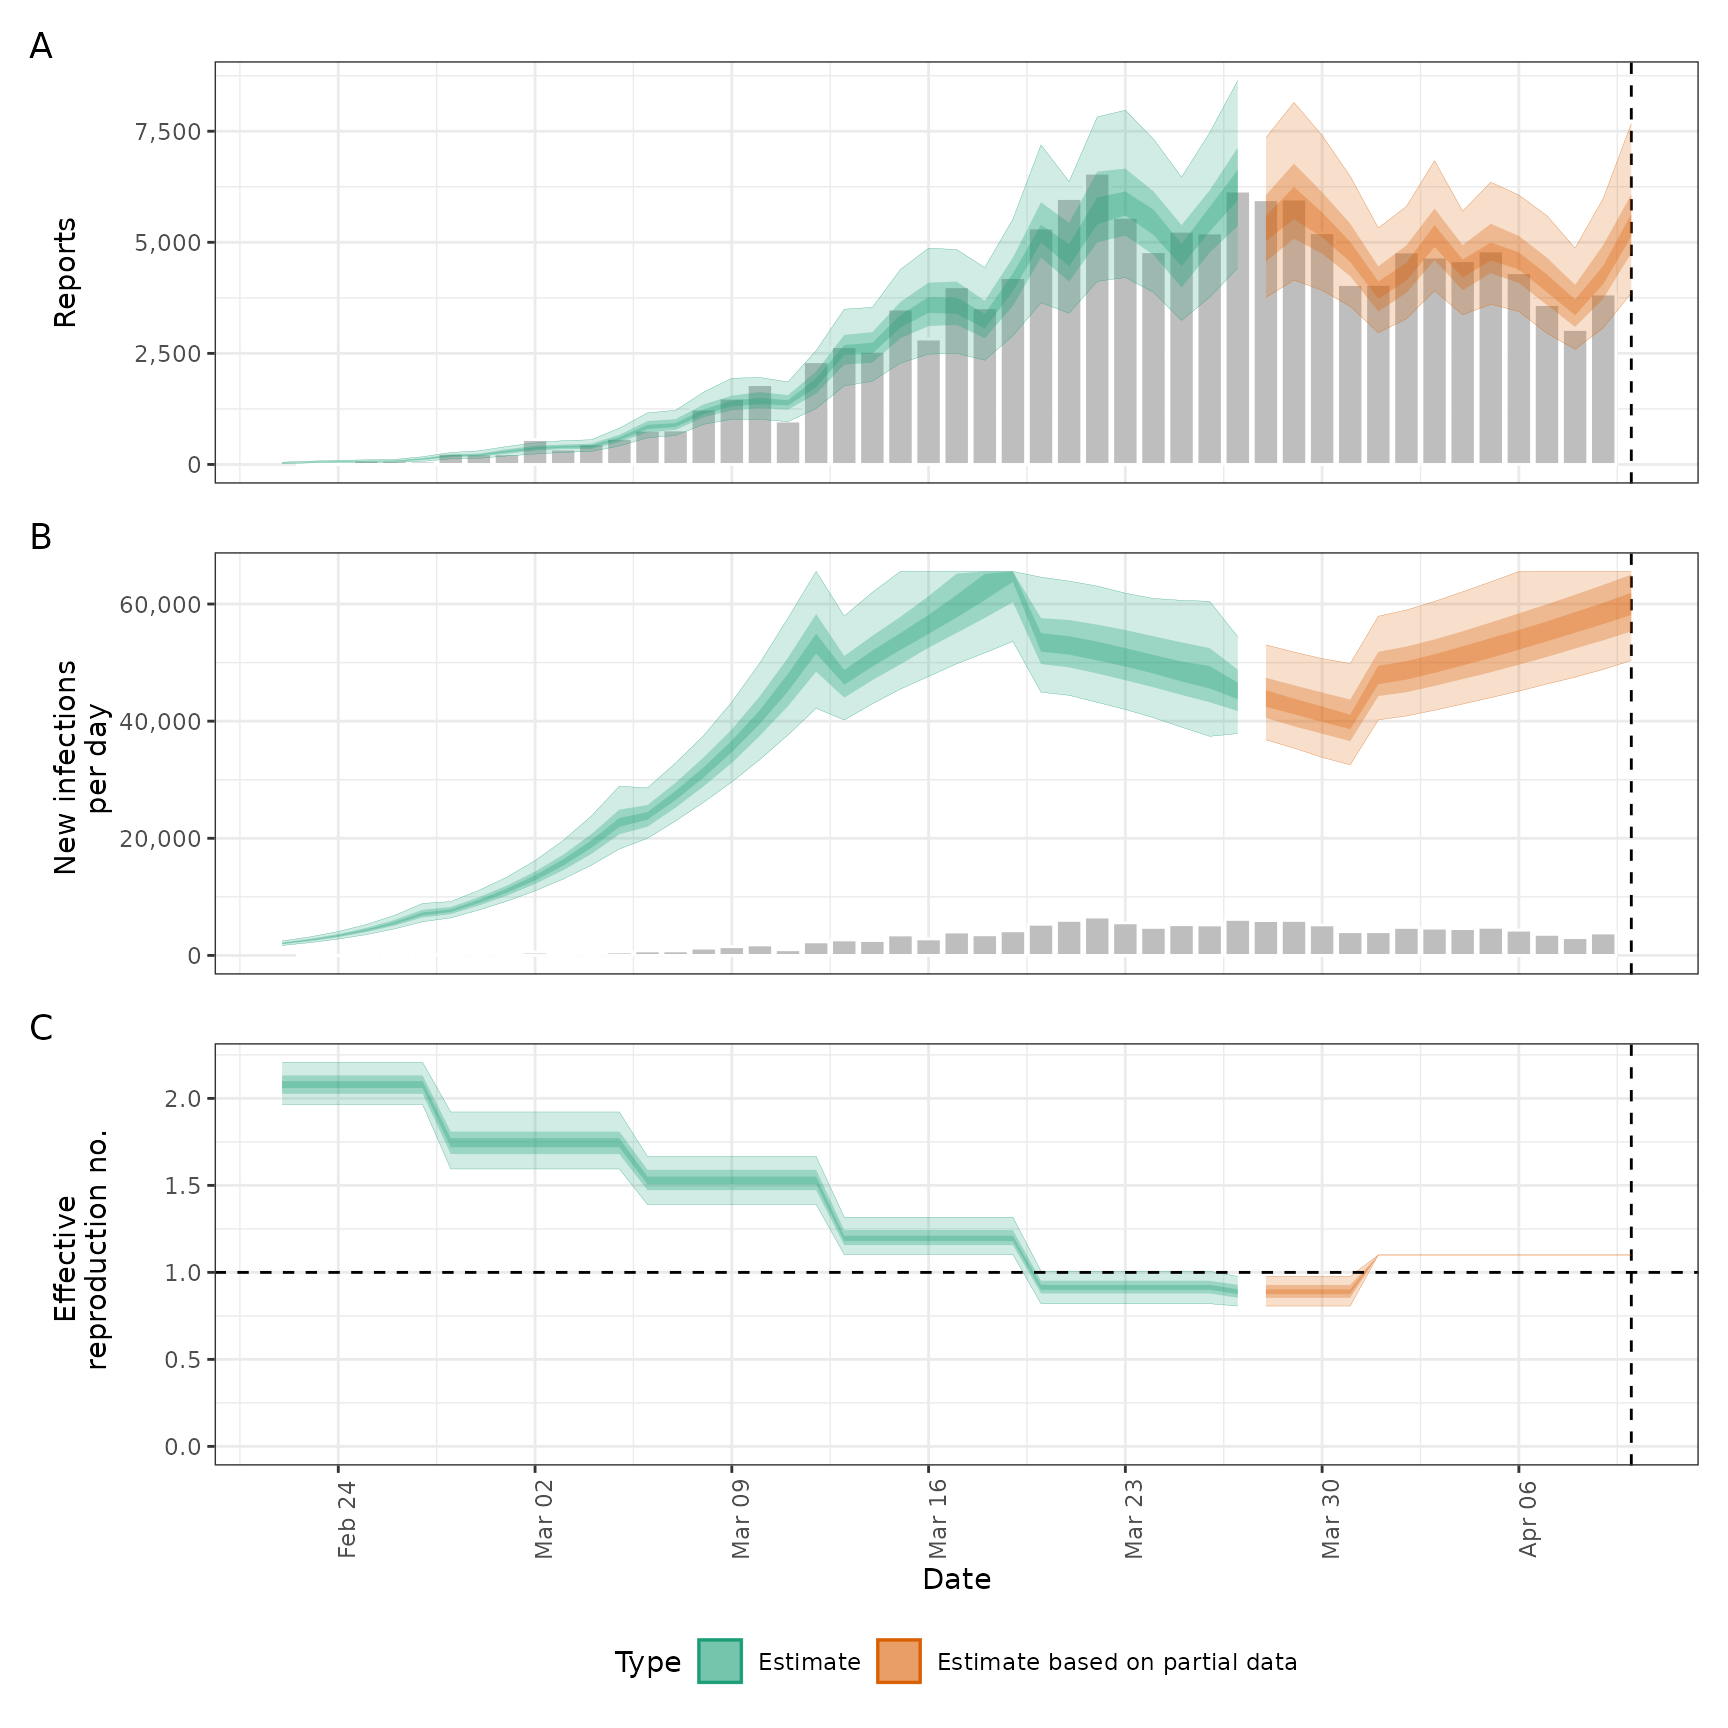 A
Reports
7,500
5,000
2,500
0
B
New infections
per day
60,000
40,000
20,000
0
C
Effective
reproduction no.
2.0
1.5
1.0
0.5
0.0
Feb 24
Mar 02
Mar 09
Mar 16
Mar 23
Mar 30
Apr 06
Date
Type
Estimate
Estimate based on partial data